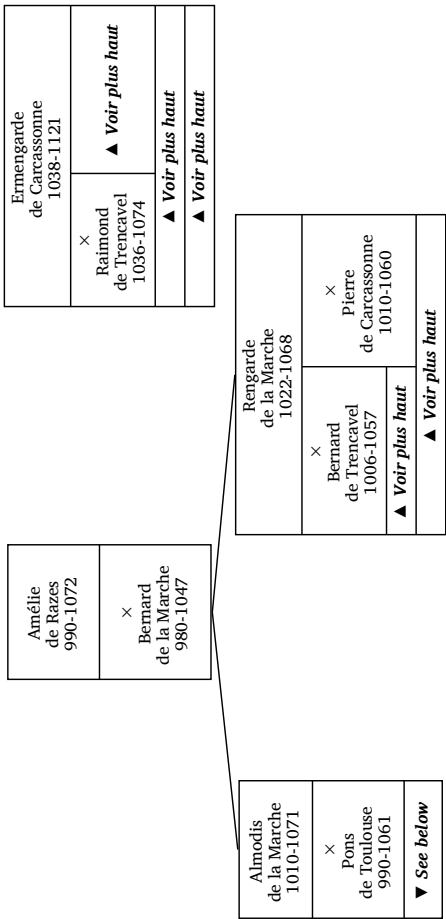 Ermengarde
de Carcassonne
1038-1121
×
Raimond
de Trencavel
1036-1074
▲ Voir plus haut
▲ Voir plus haut
▲ Voir plus haut
Amélie
de Razes
990-1072
×
Bernard
de la Marche
980-1047
Almodis
de la Marche
1010-1071
×
Pons
de Toulouse
990-1061
▼ See below
Rengarde
de la Marche
1022-1068
×
Bernard
de Trencavel
1006-1057
▲ Voir plus haut
×
Pierre
de Carcassonne
1010-1060
▲ Voir plus haut